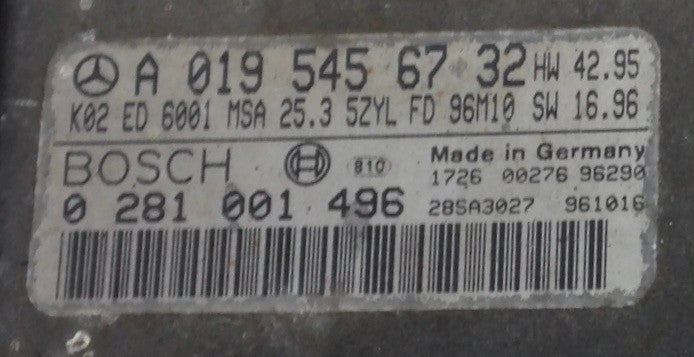 A 019 545 67 32 HW 42.95
K02 ED 6001 MSA 25.3 5ZYL FD 96M10 SW 16.96
BOSCH 810 Made in Germany
1726 00276 96290
0 281 001 496 28SA3027 961016